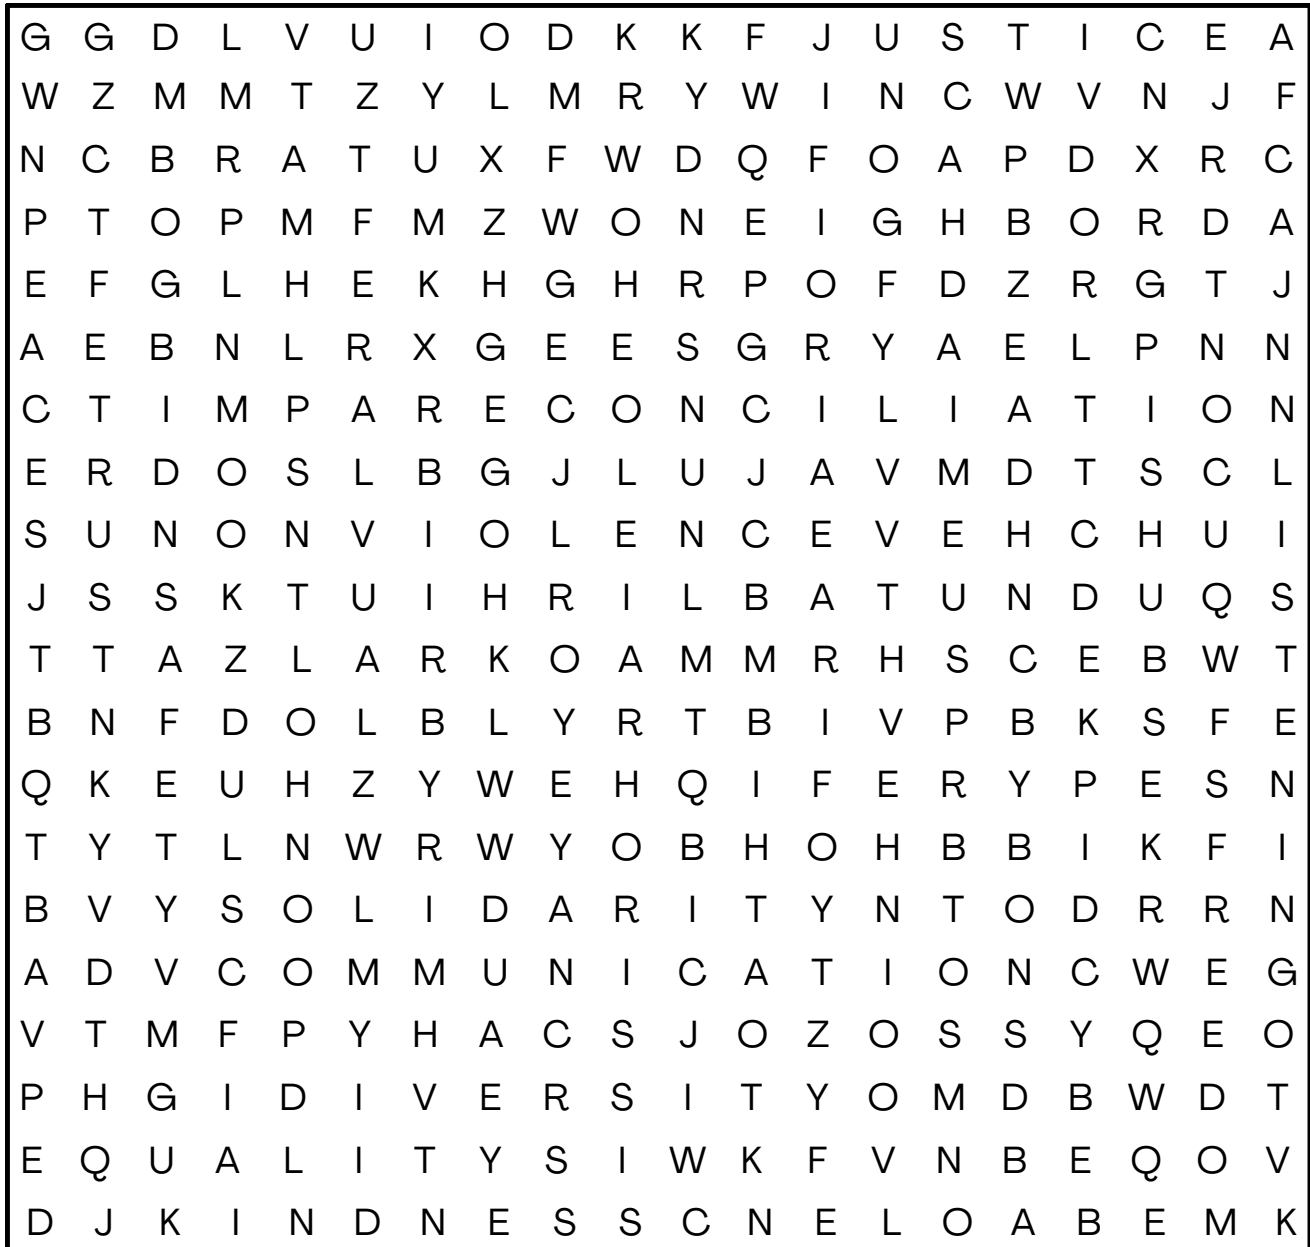 G G D L V U I O D K K F J U S T I C E A
W Z M M T Z Y L M R Y W I N C W V N J F
N C B R A T U X F W D Q F O A P D X R C
P T O P M F M Z W O N E I G H B O R D A
E F G L H E K H G H R P O F D Z R G T J
A E B N L R X G E E S G R Y A E L P N N
C T I M P A R E C O N C I L I A T I O N
E R D O S L B G J L U J A V M D T S C L
S U N O N V I O L E N C E V E H C H U I
J S S K T U I H R I L B A T U N D U Q S
T T A Z L A R K O A M M R H S C E B W T
B N F D O L B L Y R T B I V P B K S F E
Q K E U H Z Y W E H Q I F E R Y P E S N
T Y T L N W R W Y O B H O H B B I K F I
B V Y S O L I D A R I T Y N T O D R R N
A D V C O M M U N I C A T I O N C W E G
V T M F P Y H A C S J O Z O S S Y Q E O
P H G I D I V E R S I T Y O M D B W D T
E Q U A L I T Y S I W K F V N B E Q O V
D J K I N D N E S S C N E L O A B E M K